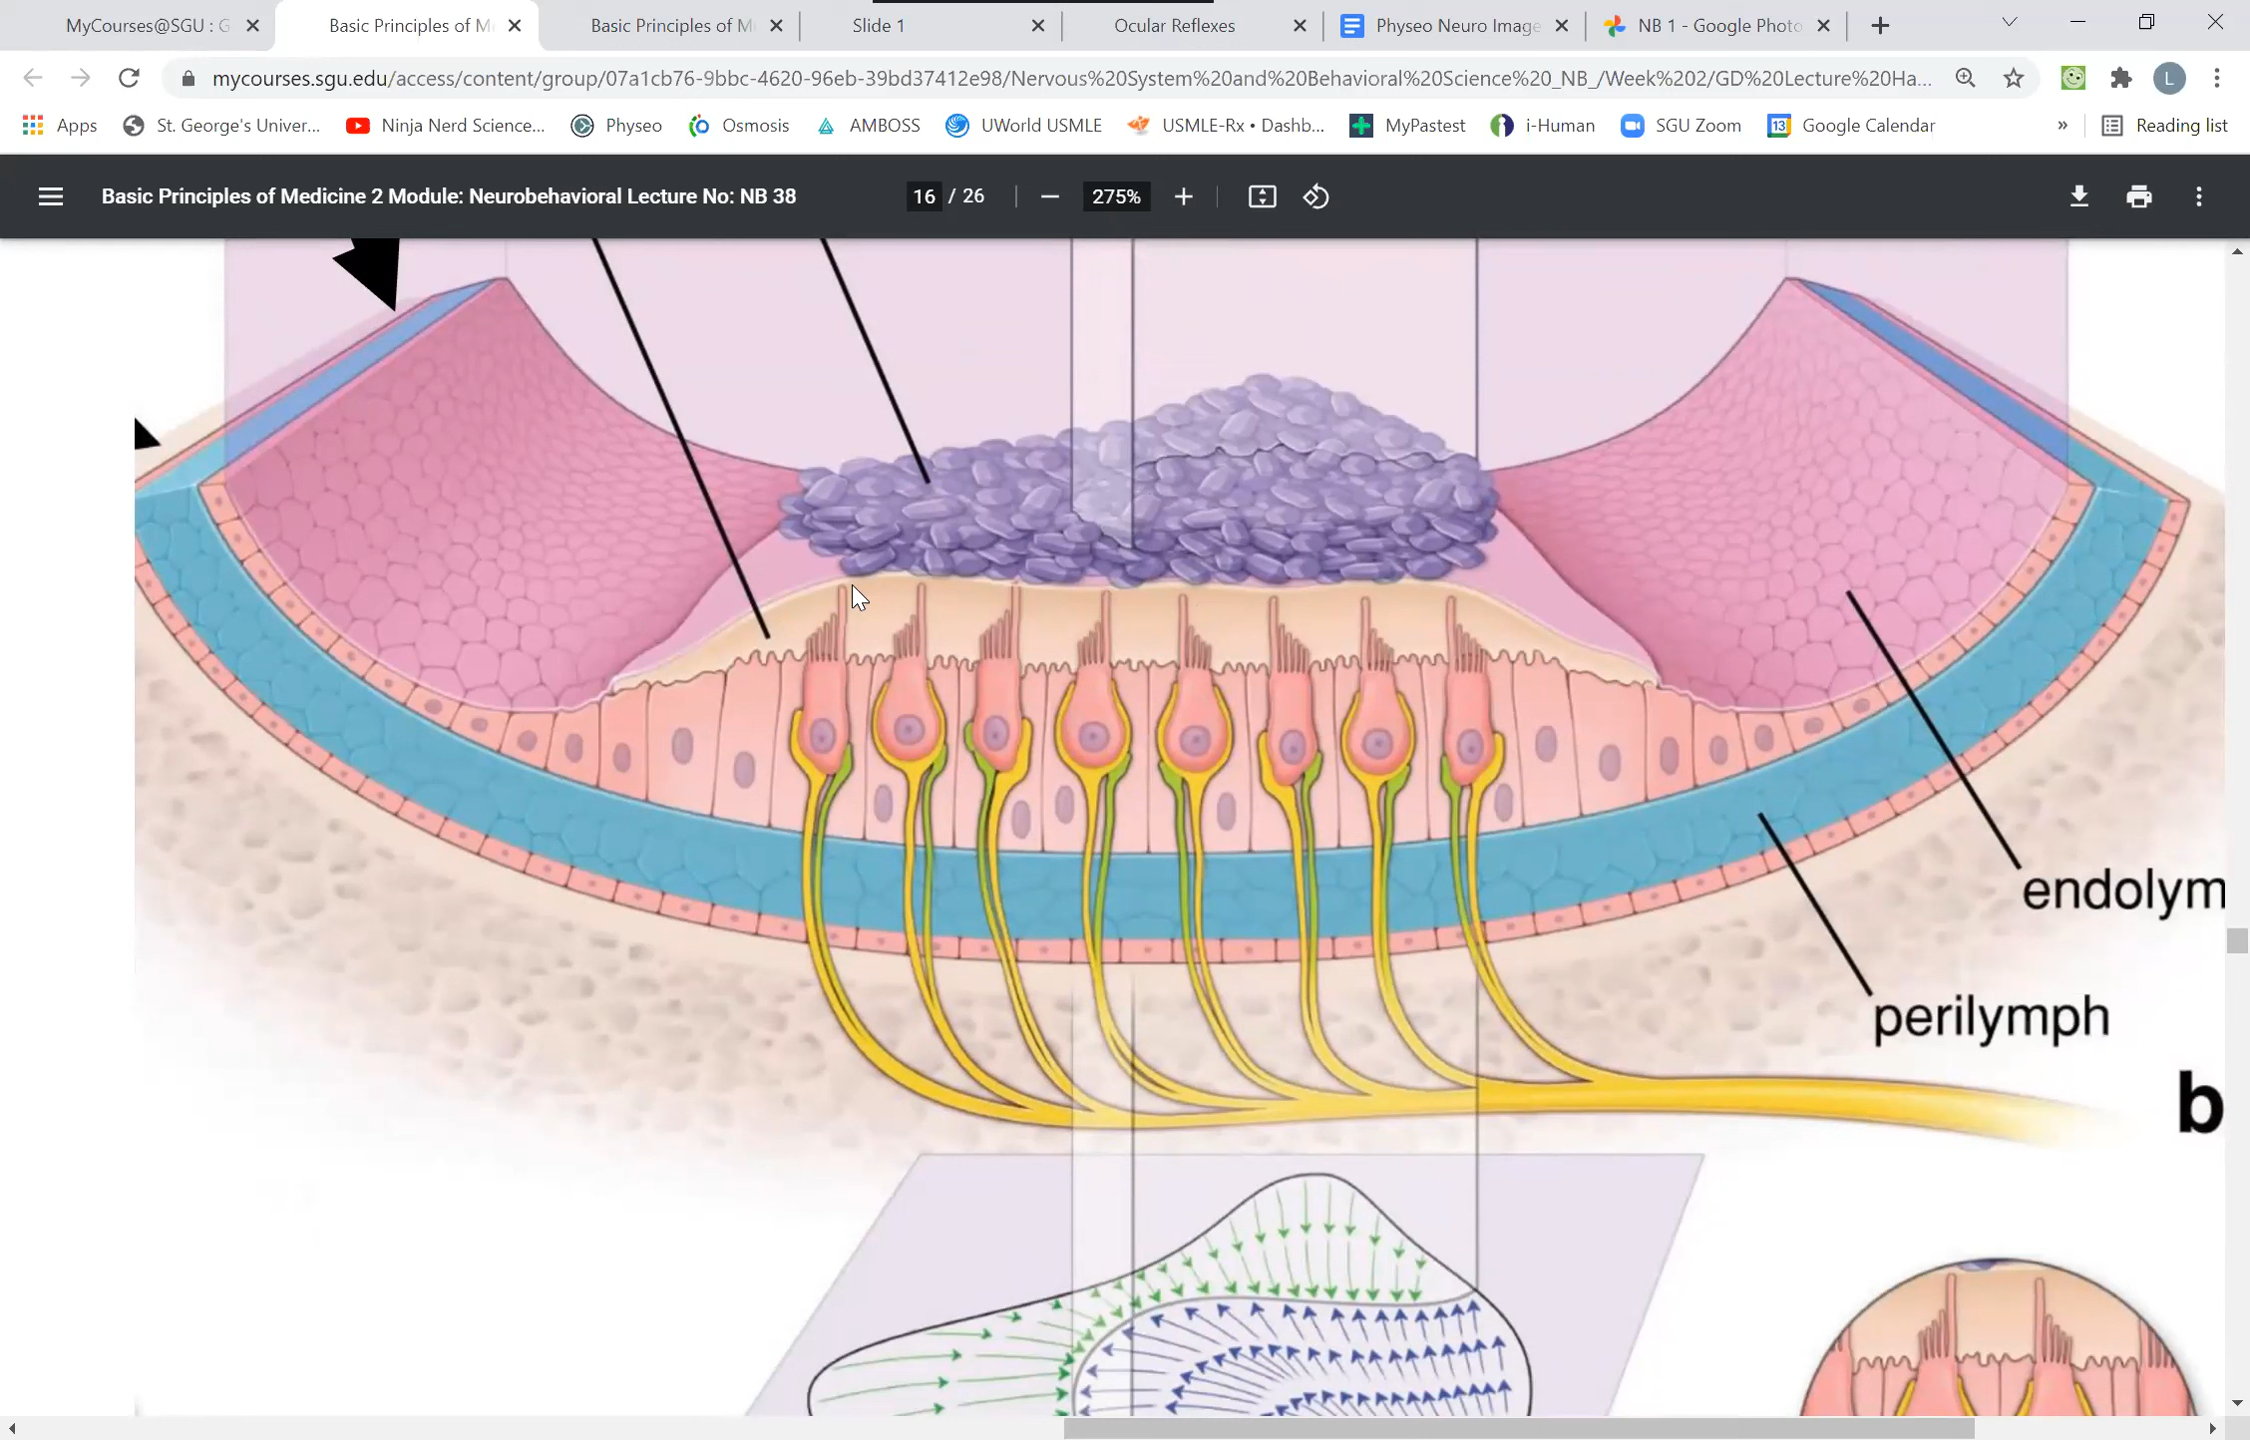 MyCourses@SGU : G
Basic Principles of M
Basic Principles of M
Slide 1
Ocular Reflexes
Physeo Neuro Image
NB 1 - Google Photo
mycourses.sgu.edu/access/content/group/07a1cb76-9bbc-4620-96eb-39bd37412e98/Nervous%20System%20and%20Behavioral%20Science%20_NB_/Week%202/GD%20Lecture%20Ha...
L
Apps
St. George's Univer...
Ninja Nerd Science...
Physeo
Osmosis
AMBOSS
UWorld USMLE
USMLE-Rx • Dashb...
MyPastest
i-Human
SGU Zoom
13
Google Calendar
»
Reading list
Basic Principles of Medicine 2 Module: Neurobehavioral Lecture No: NB 38
16 / 26
275%
endolym
perilymph
b